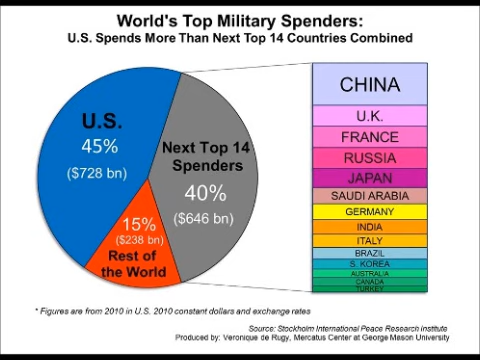 World's Top Military Spenders:
U.S. Spends More Than Next Top 14 Countries Combined
U.S.
45%
($728 bn)
Next Top 14
Spenders
40%
($646 bn)
15%
($238 bn)
Rest of
the World
CHINA
U.K.
FRANCE
RUSSIA
JAPAN
SAUDI ARABIA
GERMANY
INDIA
ITALY
BRAZIL
S. KOREA
AUSTRALIA
CANADA
TURKEY
* Figures are from 2010 in U.S. 2010 constant dollars and exchange rates
Source: Stockholm International Peace Research Institute
Produced by: Veronique de Rugy, Mercatus Center at George Mason University